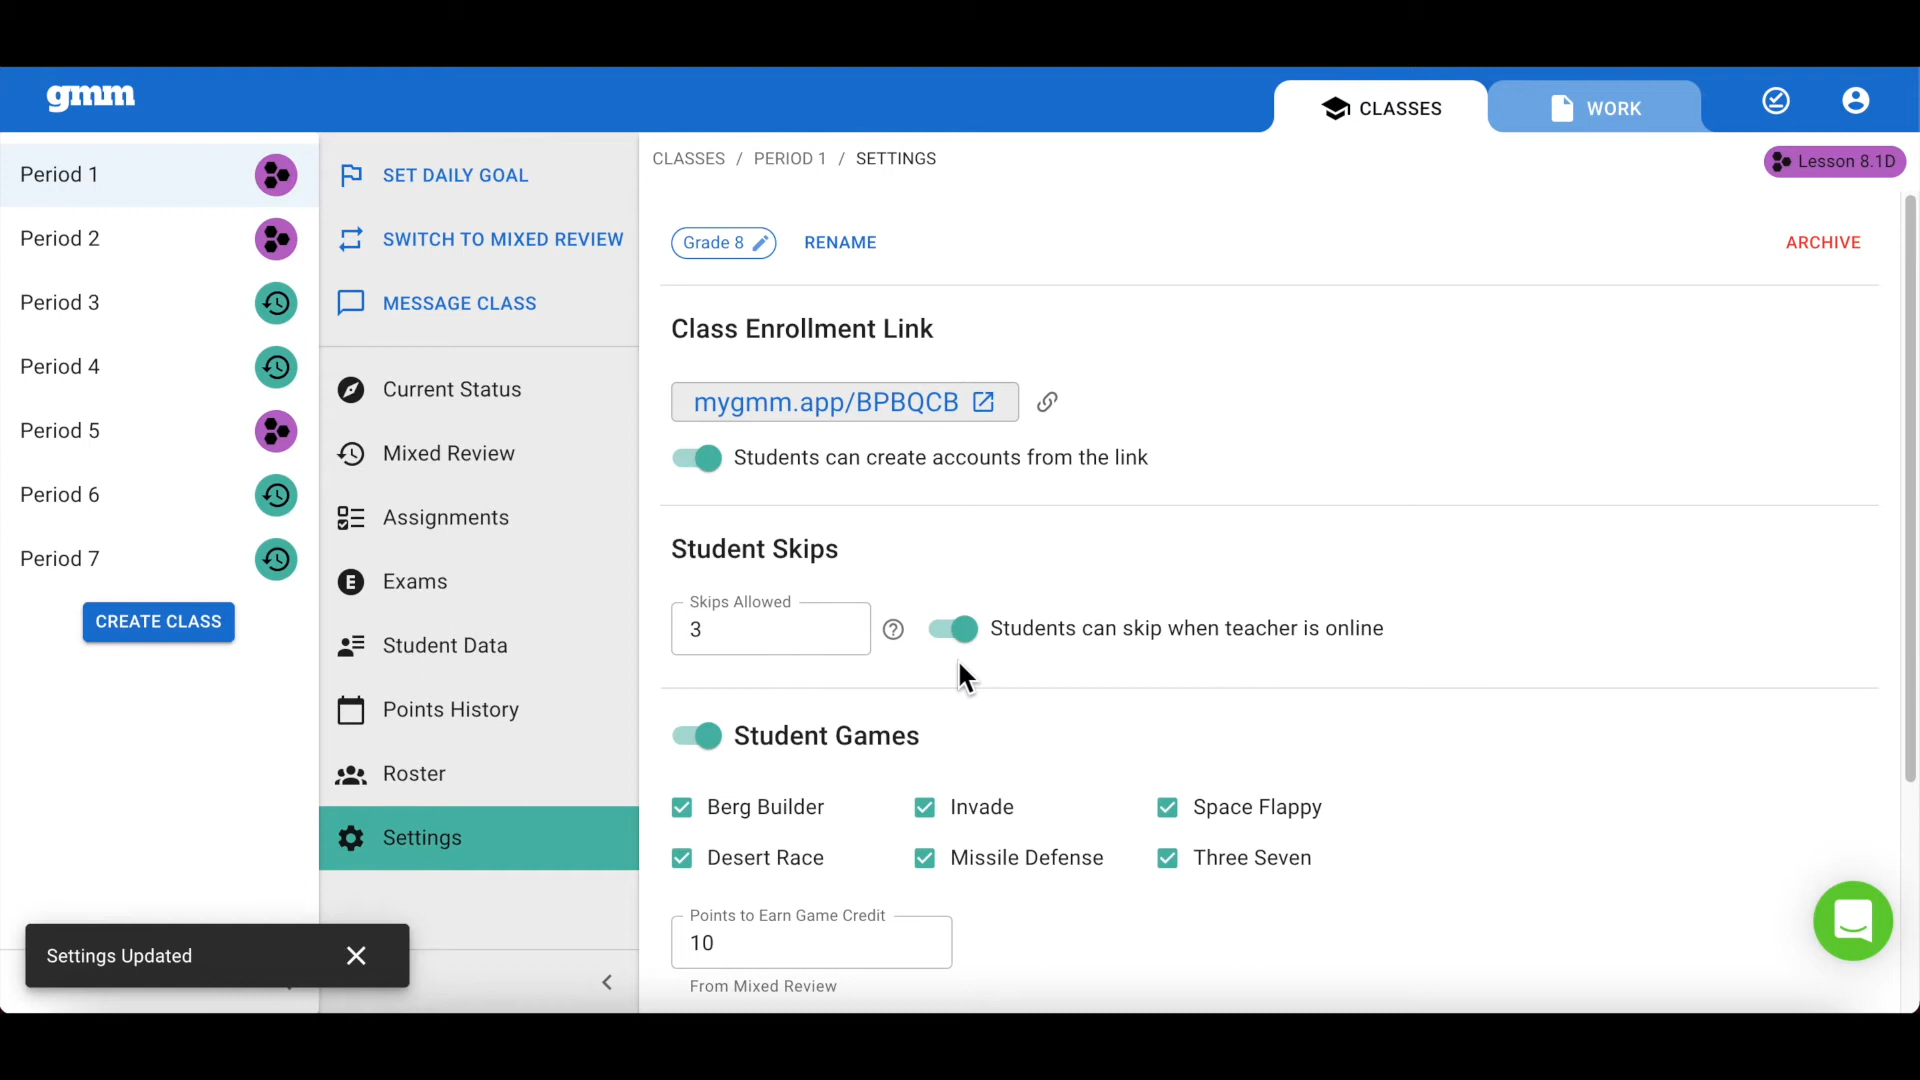 gmm
CLASSES
WORK
Period 1
Period 2
Period 3
Period 4
Period 5
Period 6
Period 7
CREATE CLASS
SET DAILY GOAL
SWITCH TO MIXED REVIEW
MESSAGE CLASS
Current Status
Mixed Review
Assignments
E Exams
Student Data
Points History
Roster
Settings
Settings Updated
CLASSES / PERIOD 1 / SETTINGS
Lesson 8.1D
Grade 8
RENAME
ARCHIVE
Class Enrollment Link
mygmm.app/BPBQCB
Students can create accounts from the link
Student Skips
Skips Allowed
3
? Students can skip when teacher is online
Student Games
Berg Builder Invade Space Flappy
Desert Race Missile Defense Three Seven
Points to Earn Game Credit
10
From Mixed Review